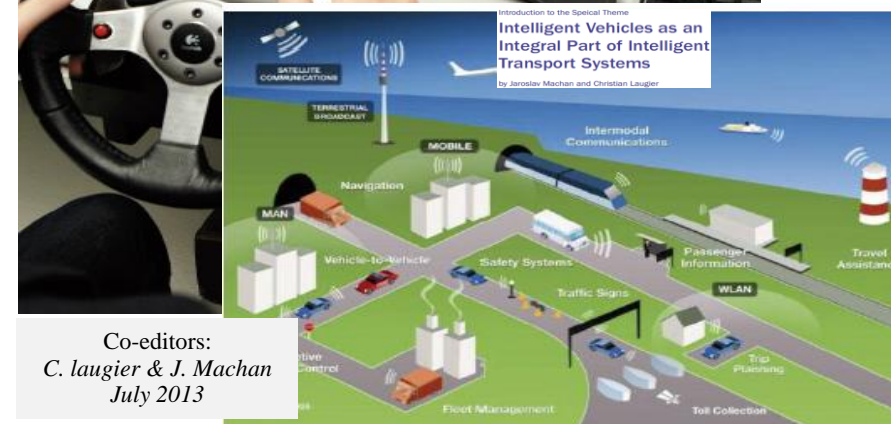 Introduction to the Speical Theme
Intelligent Vehicles as an
Integral Part of Intelligent
Transport Systems
by Jaroslav Machan and Christian Laugier
SATELLITE
COMMUNICATIONS
TERRESTRIAL
BROADCAST
MOBILE
Intermodal
Communications
Navigation
MAN
Vehicle-to-Vehicle
Safety Systems
Passenger
Information
Travel
Assistanc
Traffic Signs
WLAN
Trip
Planning
Control
Fleet Management
Toll Collection
Co-editors:
C. laugier & J. Machan
July 2013